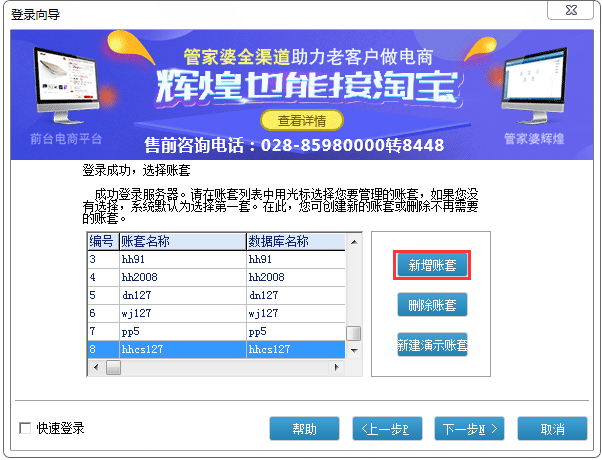 登录向导
管家婆全渠道助力老客户做电商
辉煌也能接淘宝
查看详情
前台电商平台
管家婆辉煌
售前咨询电话：028-85980000转8448
登录成功，选择账套
成功登录服务器。请在账套列表中用光标选择您要管理的账套，如果您没
有选择，系统默认为选择第一套。在此，您可创建新的账套或删除不再需要
的账套。
编号 账套名称 数据库名称
3 hh91 hh91
4 hh2008 hh2008
5 dn127 dn127
6 wj127 wj127
7 pp5 pp5
8 hhcs127 hhcs127
新增账套
删除账套
新建演示账套
快速登录
帮助
<上一步P
下一步N >
取消